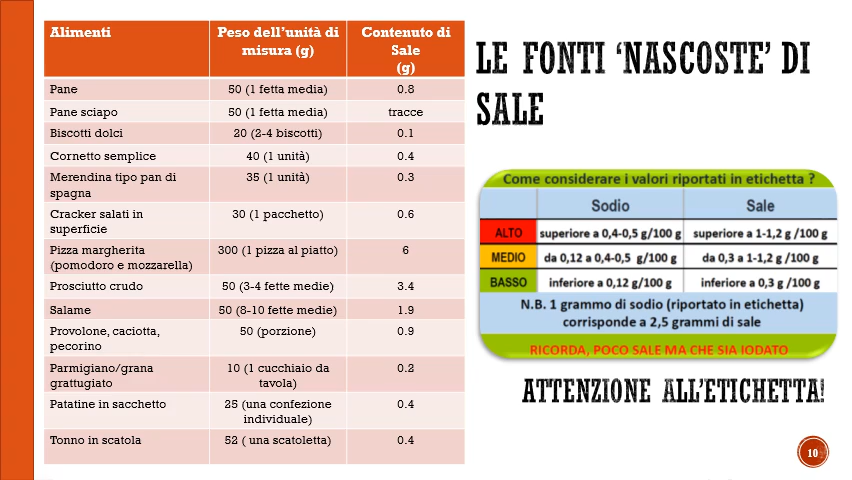 Alimenti Peso dell’unità di misura (g) Contenuto di Sale (g)
Pane 50 (1 fetta media) 0.8
Pane sciapo 50 (1 fetta media) tracce
Biscotti dolci 20 (2-4 biscotti) 0.1
Cornetto semplice 40 (1 unità) 0.4
Merendina tipo pan di spagna 35 (1 unità) 0.3
Cracker salati in superficie 30 (1 pacchetto) 0.6
Pizza margherita (pomodoro e mozzarella) 300 (1 pizza al piatto) 6
Prosciutto crudo 50 (3-4 fette medie) 3.4
Salame 50 (8-10 fette medie) 1.9
Provolone, caciotta, pecorino 50 (porzione) 0.9
Parmigiano/grana grattugiato 10 (1 cucchiaio da tavola) 0.2
Patatine in sacchetto 25 (una confezione individuale) 0.4
Tonno in scatola 52 ( una scatoletta) 0.4
LE FONTI ‘NASCOSTE’ DI
SALE
Come considerare i valori riportati in etichetta ?
Sodio Sale
ALTO superiore a 0,4-0,5 g/100 g superiore a 1-1,2 g /100 g
MEDIO da 0,12 a 0,4-0,5 g/100 g da 0,3 a 1-1,2 g /100 g
BASSO inferiore a 0,12 g/100 g inferiore a 0,3 g /100 g
N.B. 1 grammo di sodio (riportato in etichetta)
corrisponde a 2,5 grammi di sale
RICORDA, POCO SALE MA CHE SIA IODATO
ATTENZIONE ALL’ETICHETTA!
10